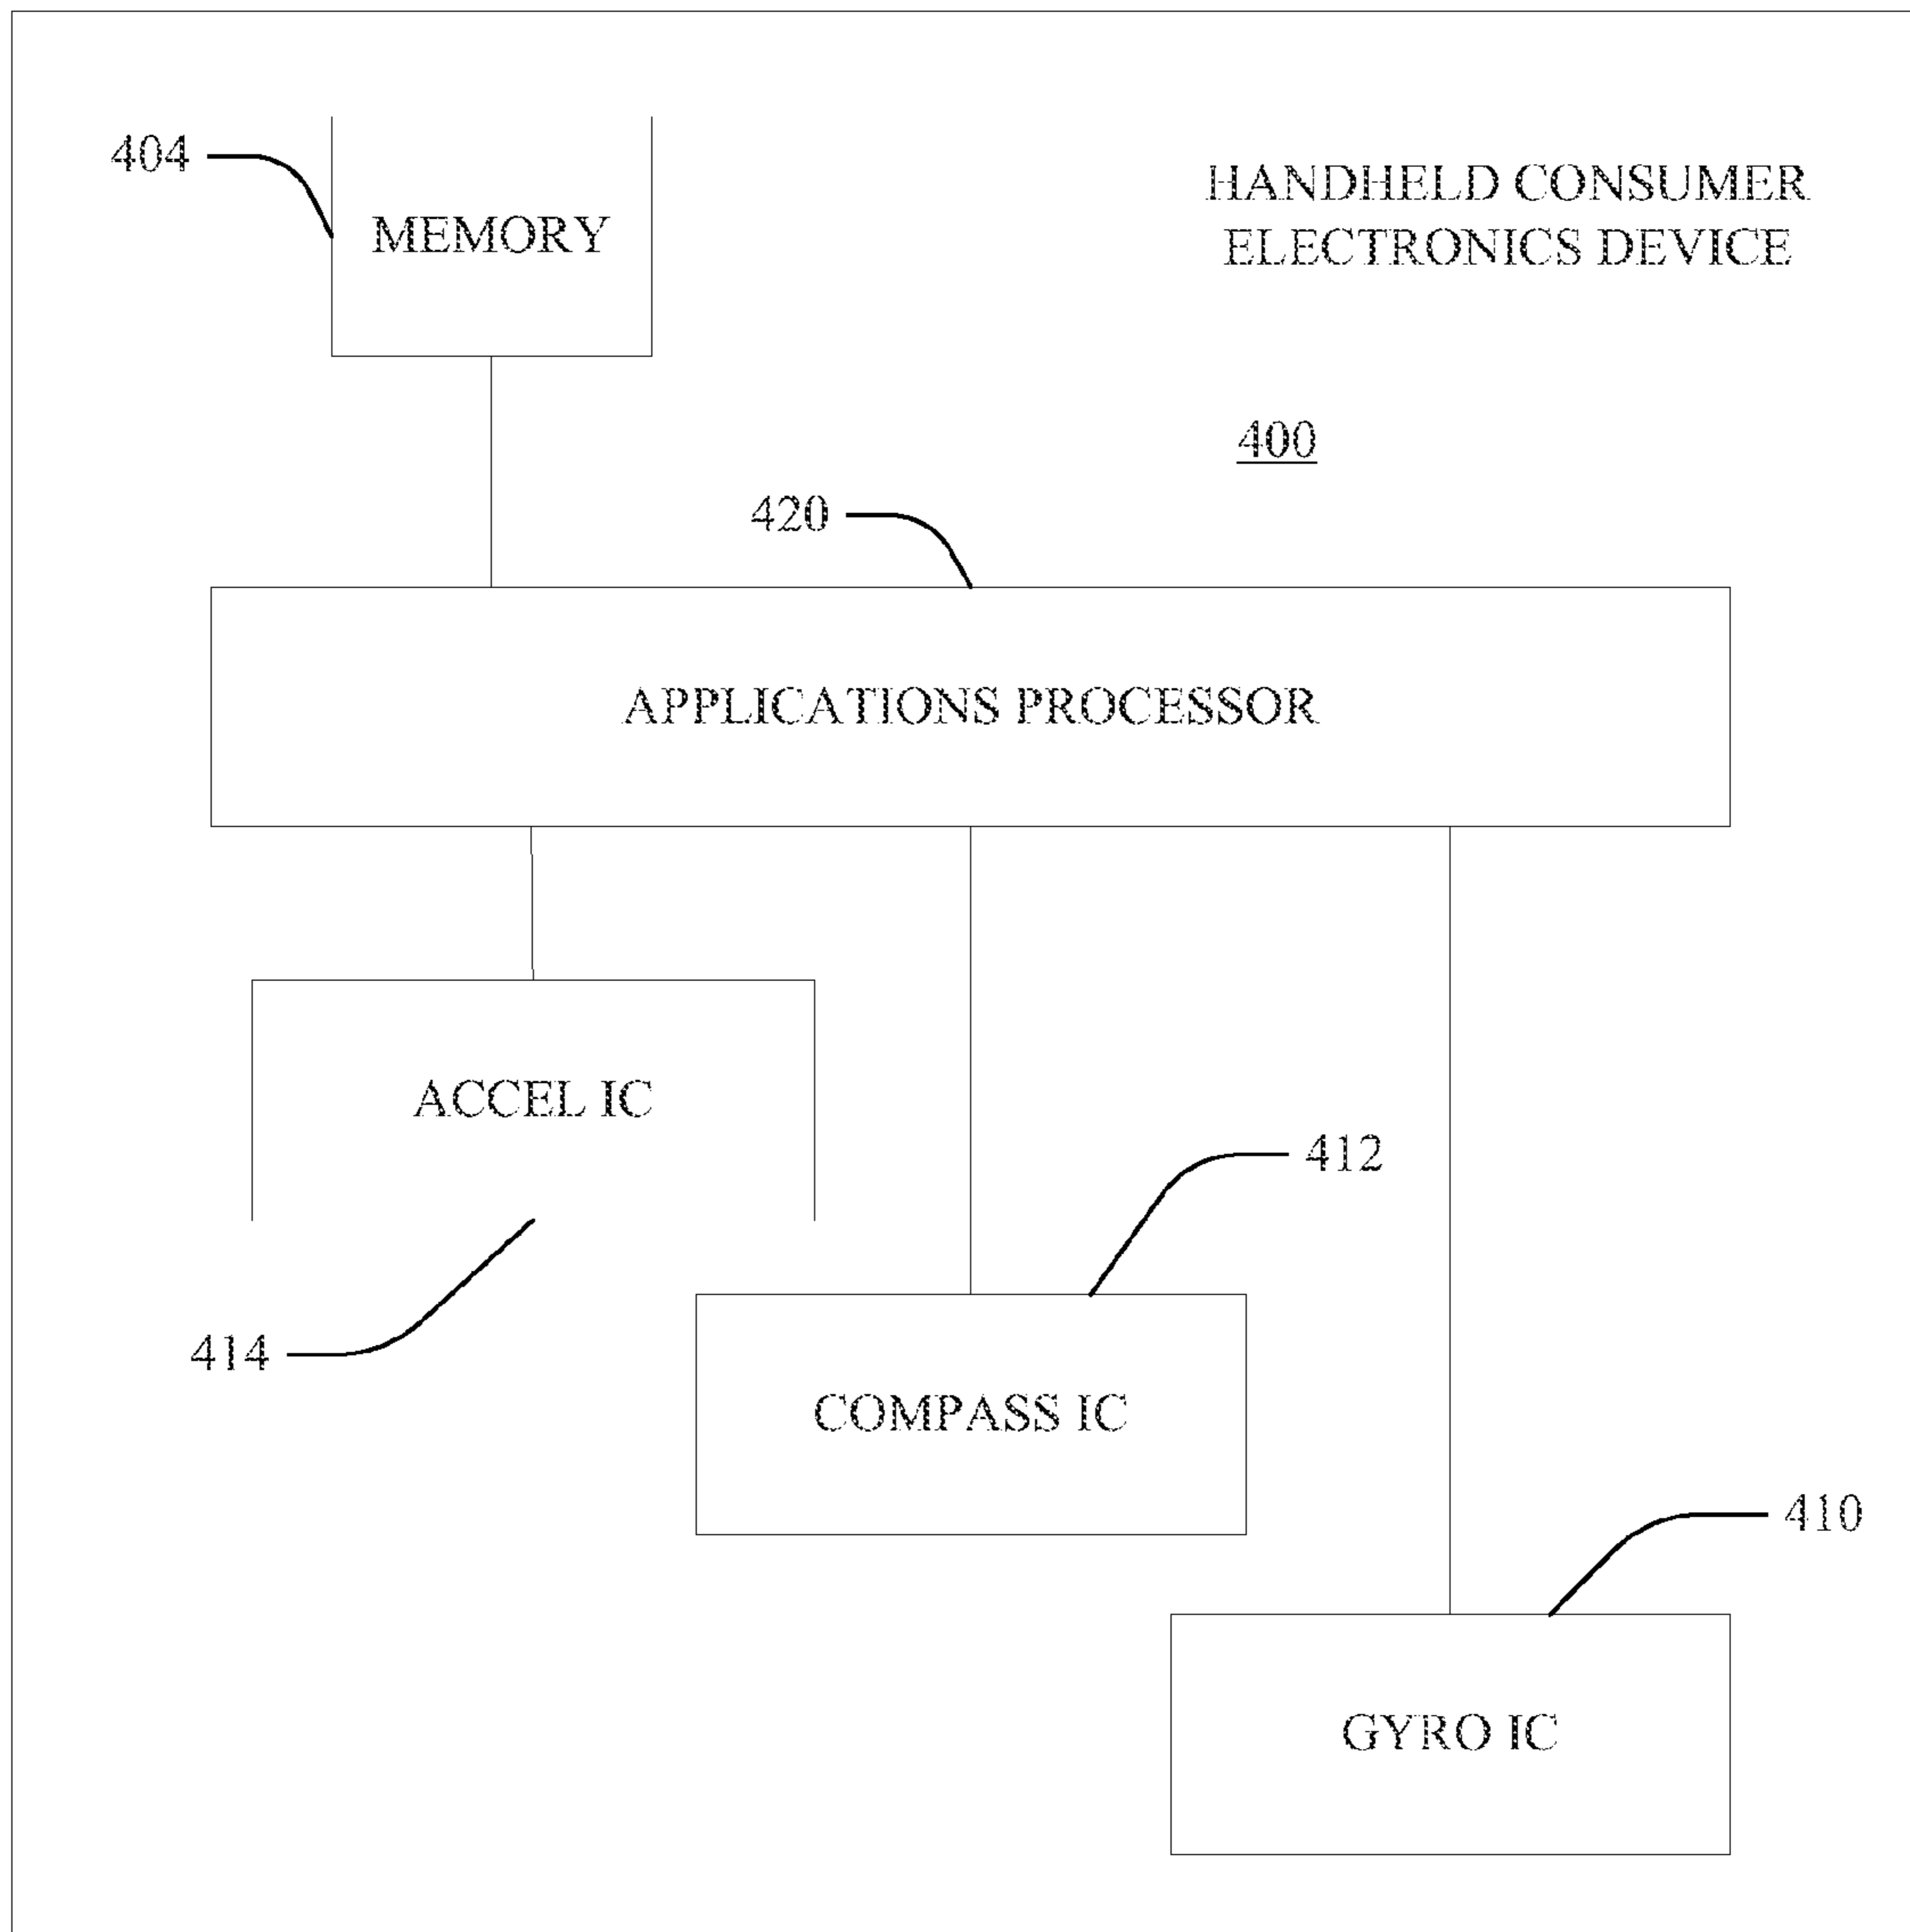 404
MEMORY
HANDHELD CONSUMER
ELECTRONICS DEVICE
400
420
APPLICATIONS PROCESSOR
ACCEL IC
412
414
COMPASS IC
410
GYRO IC